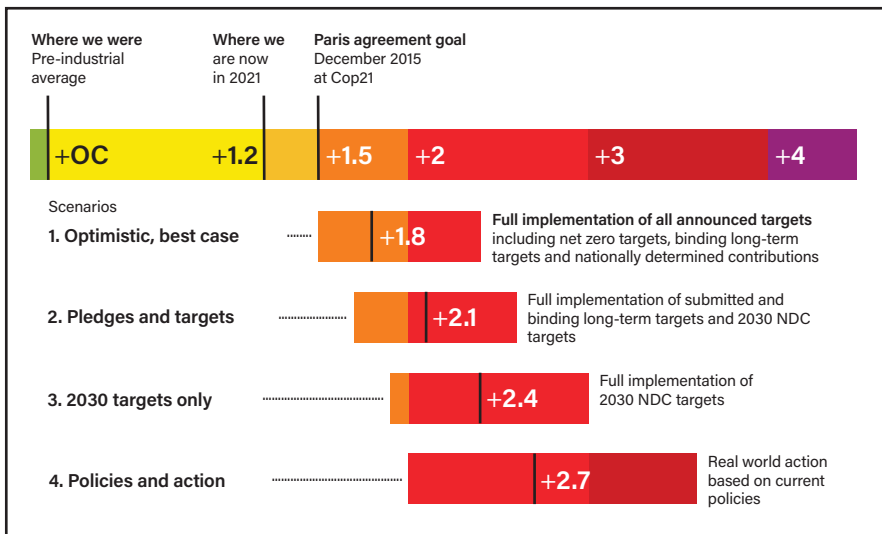 Where we were
Pre-industrial
average
Where we
are now
in 2021
Paris agreement goal
December 2015
at Cop21
+OC
+1.2
+1.5
+2
+3
+4
Scenarios
1. Optimistic, best case
+1.8
Full implementation of all announced targets
including net zero targets, binding long-term
targets and nationally determined contributions
2. Pledges and targets
+2.1
Full implementation of submitted and
binding long-term targets and 2030 NDC
targets
3. 2030 targets only
+2.4
Full implementation of
2030 NDC targets
4. Policies and action
+2.7
Real world action
based on current
policies